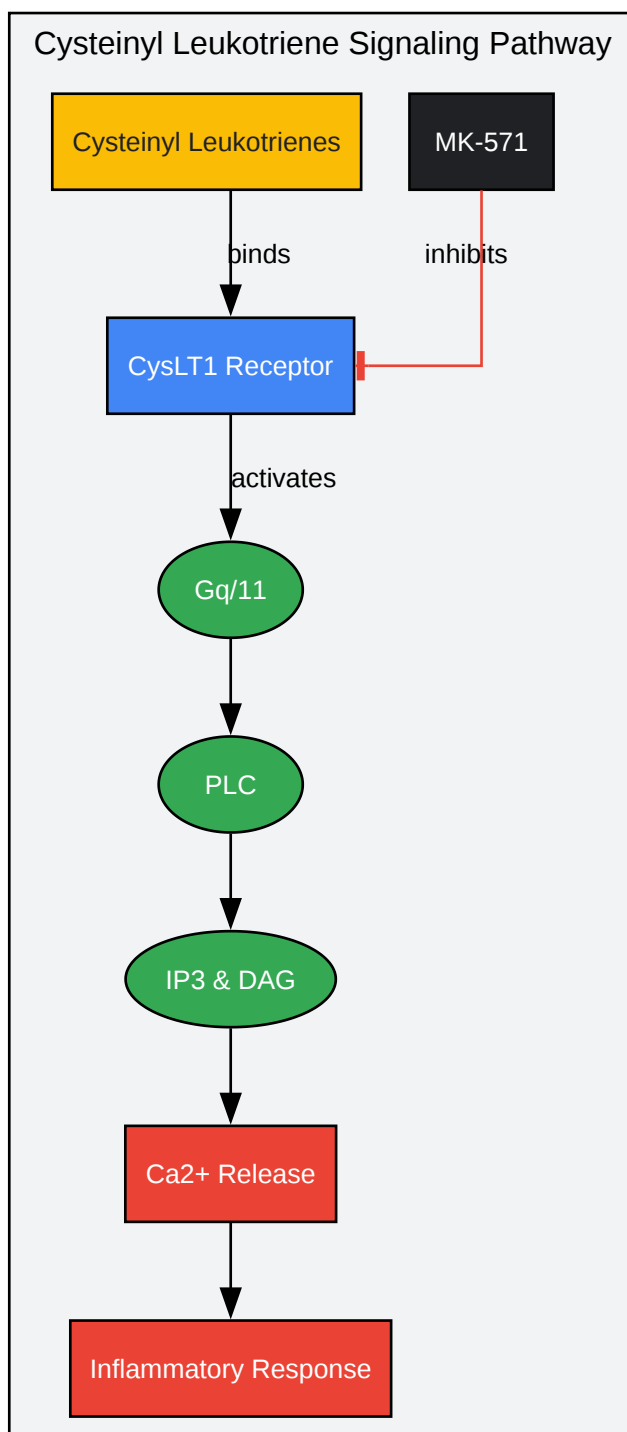 Cysteinyl Leukotriene Signaling Pathway
Cysteinyl Leukotrienes
MK-571
binds
inhibits
CysLT1 Receptor
activates
Gq/11
PLC
IP3 & DAG
Ca2+ Release
Inflammatory Response